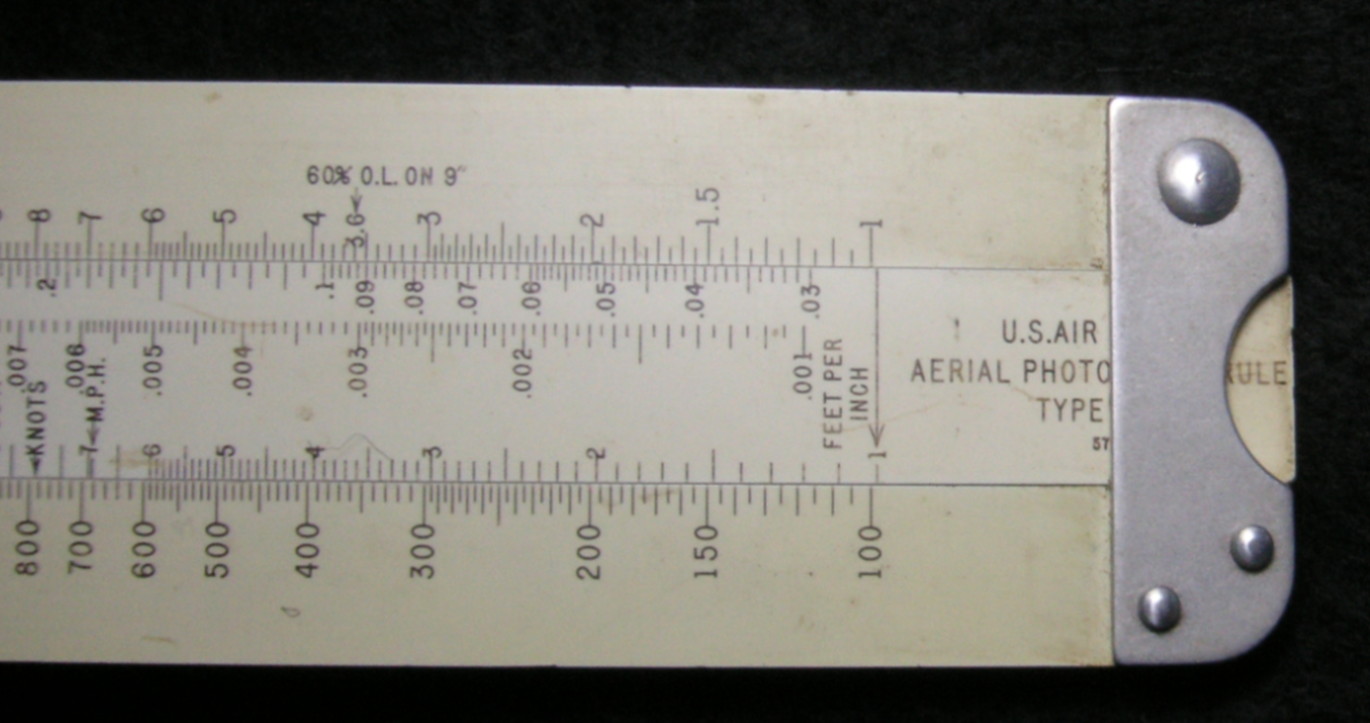 60% O.L. ON 9"
8 7 6 5 4 3.6 3 2 1.5 1
.2 .1 .09 .08 .07 .06 .05 .04 .03
.007 .006 .005 .004 .003 .002 .001
KNOTS
M.P.H.
FEET PER
INCH
7 6 5 4 3 2 1
800 700 600 500 400 300 200 150 100
U.S. AIR
AERIAL PHOTO RULE
TYPE
ST